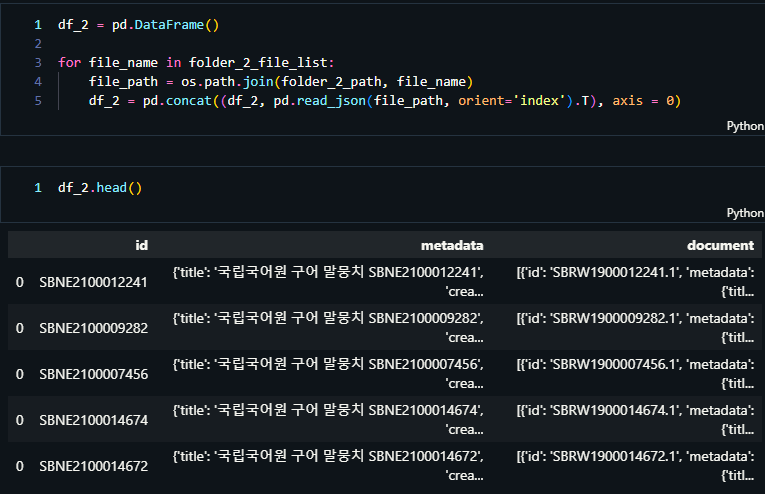 1 df_2 = pd.DataFrame()
2
3 for file_name in folder_2_file_list:
4 file_path = os.path.join(folder_2_path, file_name)
5 df_2 = pd.concat((df_2, pd.read_json(file_path, orient='index').T), axis = 0)
Python
1 df_2.head()
Python
id metadata document
0 SBNE2100012241 {'title': '국립국어원 구어 말뭉치 SBNE2100012241', [{'id': 'SBRW1900012241.1', 'metadata':
'crea... {'titl...
0 SBNE2100009282 {'title': '국립국어원 구어 말뭉치 SBNE2100009282', [{'id': 'SBRW1900009282.1', 'metadata':
'crea... {'titl...
0 SBNE2100007456 {'title': '국립국어원 구어 말뭉치 SBNE2100007456', [{'id': 'SBRW1900007456.1', 'metadata':
'crea... {'titl...
0 SBNE2100014674 {'title': '국립국어원 구어 말뭉치 SBNE2100014674', [{'id': 'SBRW1900014674.1', 'metadata':
'crea... {'titl...
0 SBNE2100014672 {'title': '국립국어원 구어 말뭉치 SBNE2100014672', [{'id': 'SBRW1900014672.1', 'metadata':
'crea... {'titl...